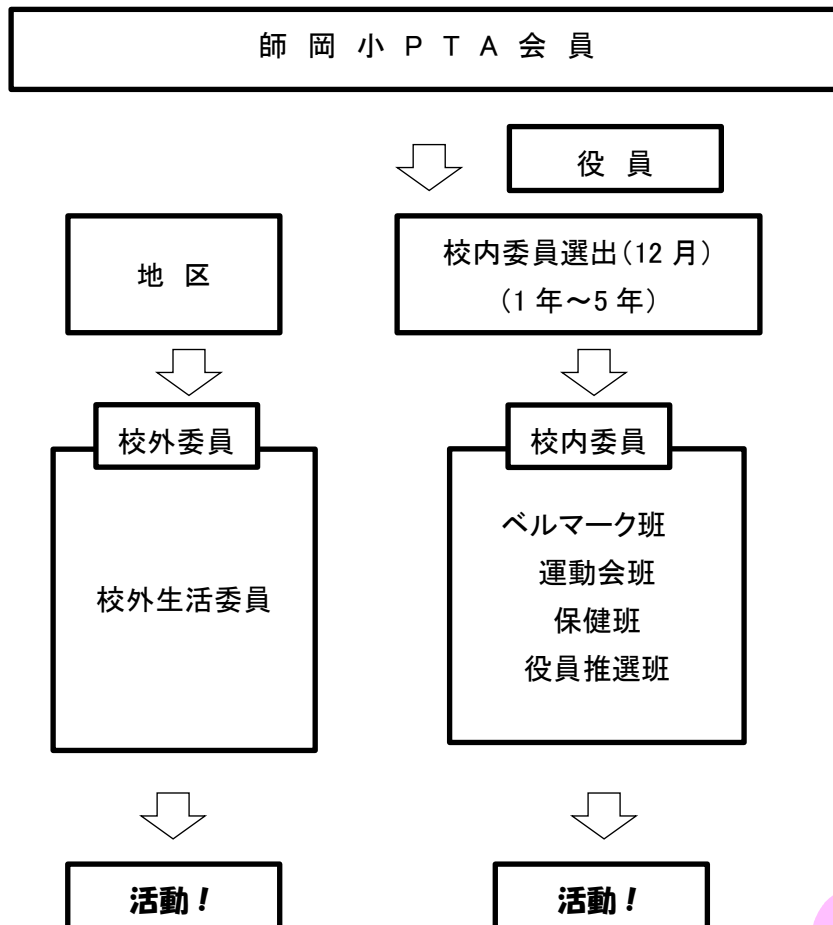 師 岡 小 P T A 会 員
役 員
地 区
校内委員選出(12 月)
(1 年～5 年)
校外委員
校外生活委員
校内委員
ベルマーク班
運動会班
保健班
役員推選班
活動!
活動!